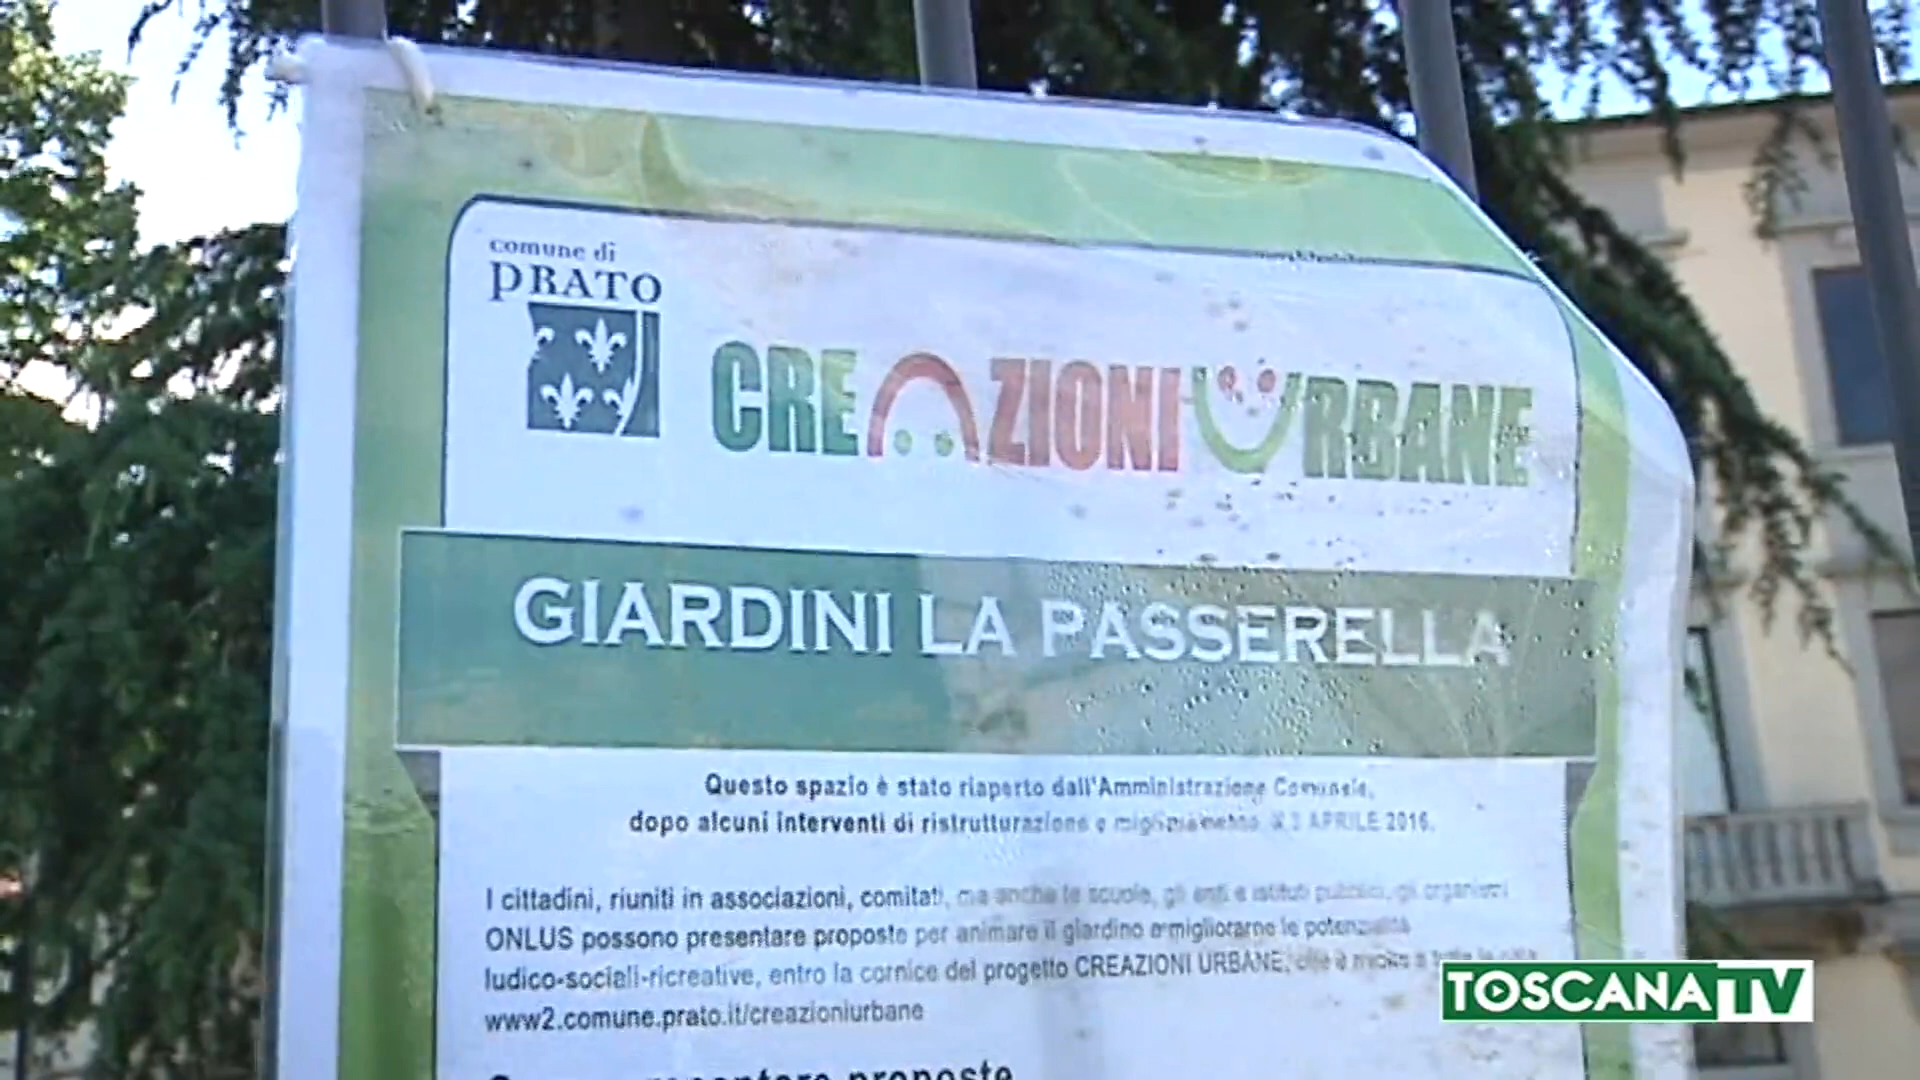 comune di
PRATO
CREAZIONI URBANE
GIARDINI LA PASSERELLA
Questo spazio è stato riaperto dall'Amministrazione Comunale,
dopo alcuni interventi di ristrutturazione e miglioramento, APRILE 2016.
I cittadini, riuniti in associazioni, comitati, ma anche le scuole, gli enti e istituti pubblici, gli organismi
ONLUS possono presentare proposte per animare il giardino e migliorarne le potenzialità
ludico-sociali-ricreative, entro la cornice del progetto CREAZIONI URBANE, che è rivolto a tutta la città
www2.comune.prato.it/creazioniurbane
proposte
TOSCANA TV